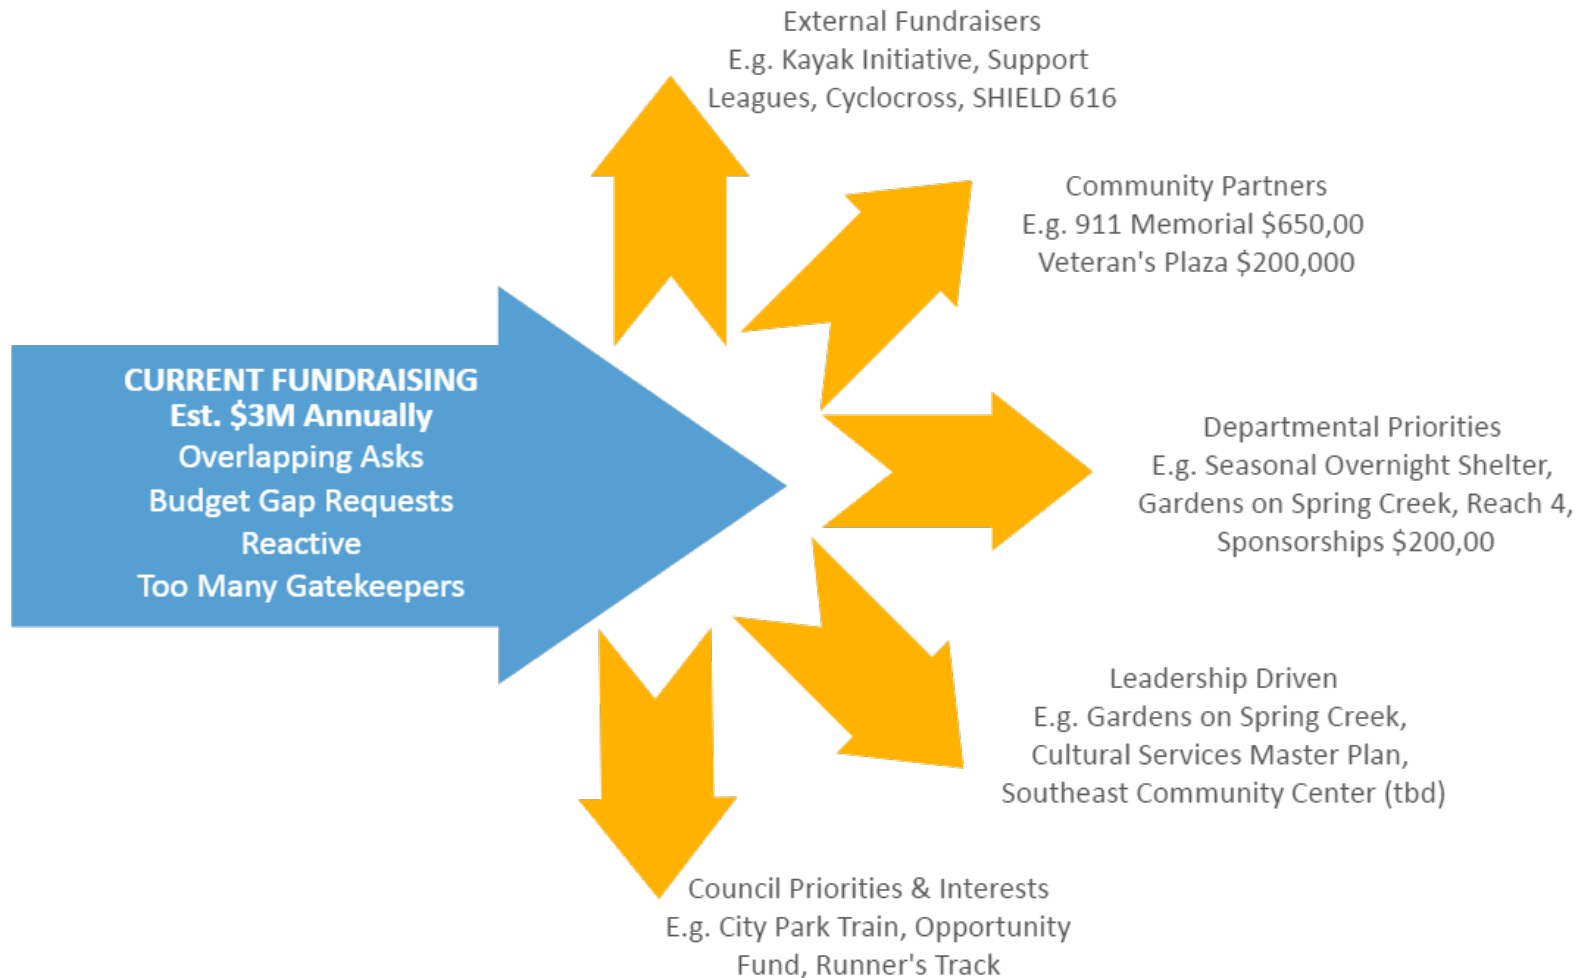 External Fundraisers
E.g. Kayak Initiative, Support
Leagues, Cyclocross, SHIELD 616
Community Partners
E.g. 911 Memorial $650,00
Veteran's Plaza $200,000
CURRENT FUNDRAISING
Est. $3M Annually
Overlapping Asks
Budget Gap Requests
Reactive
Too Many Gatekeepers
Departmental Priorities
E.g. Seasonal Overnight Shelter,
Gardens on Spring Creek, Reach 4,
Sponsorships $200,00
Leadership Driven
E.g. Gardens on Spring Creek,
Cultural Services Master Plan,
Southeast Community Center (tbd)
Council Priorities & Interests
E.g. City Park Train, Opportunity
Fund, Runner's Track